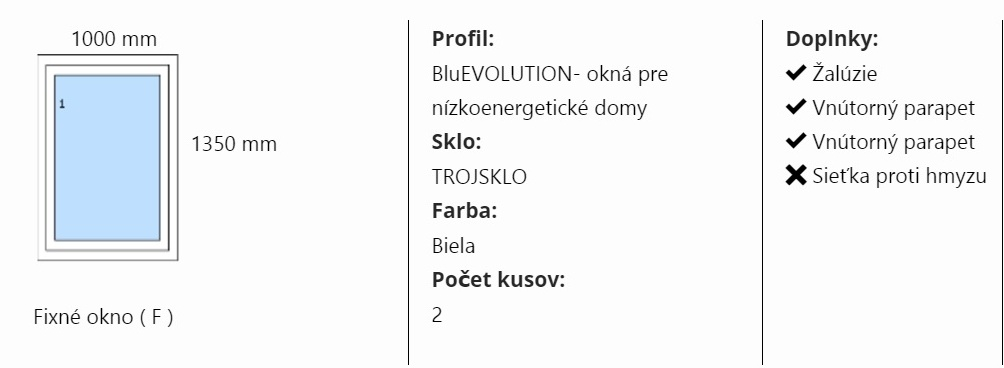 1000 mm
1
1350 mm
Fixné okno ( F )
Profil:
BluEVOLUTION- okná pre
nízkoenergetické domy
Sklo:
TROJSKLO
Farba:
Biela
Počet kusov:
2
Doplnky:
✔ Žalúzie
✔ Vnútorný parapet
✔ Vnútorný parapet
✖ Sieťka proti hmyzu